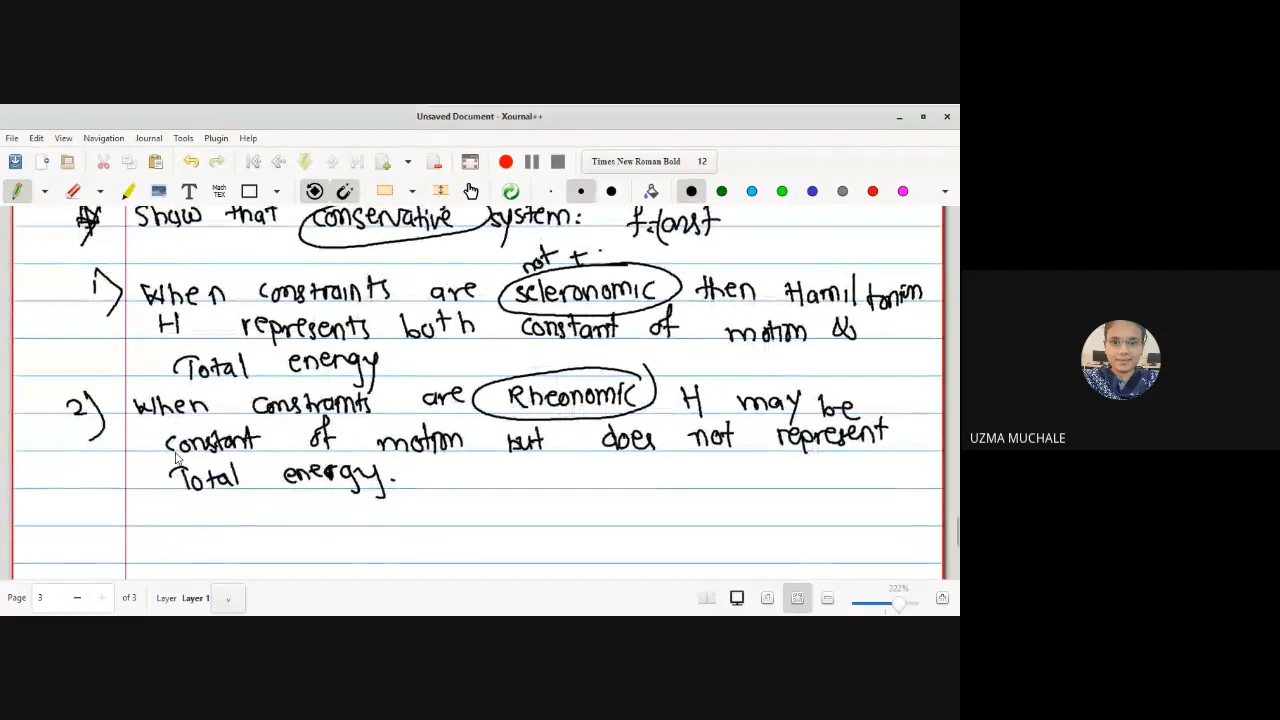 Unsaved Document - Xournal++
File Edit View Navigation Journal Tools Plugin Help
Times New Roman Bold 12
Math TEX
Show that conservative system:
not t
1) When constraints are scleronomic then Hamiltonian
H represents both constant of motion &
Total energy
2) When constraints are Rheonomic H may be
constant of motion but does not represent
Total energy.
UZMA MUCHALE
Page 3 of 3 Layer Layer 1 222%